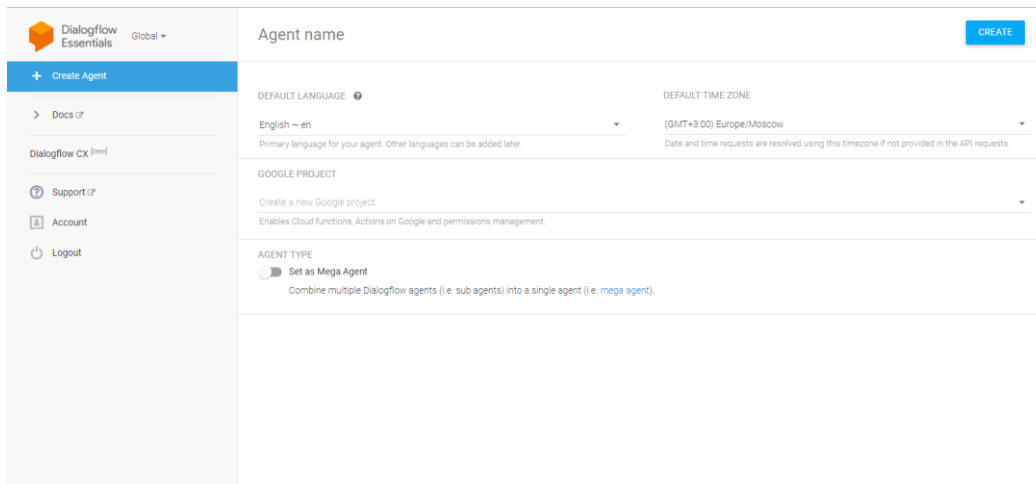 Dialogflow
Essentials
Global
Agent name
CREATE
+ Create Agent
Docs
Dialogflow CX [new]
Support
Account
Logout
DEFAULT LANGUAGE
English — en
Primary language for your agent. Other languages can be added later.
DEFAULT TIME ZONE
(GMT+3:00) Europe/Moscow
Date and time requests are resolved using this timezone if not provided in the API requests.
GOOGLE PROJECT
Create a new Google project
Enables Cloud functions, Actions on Google and permissions management.
AGENT TYPE
Set as Mega Agent
Combine multiple Dialogflow agents (i.e. sub agents) into a single agent (i.e. mega agent).